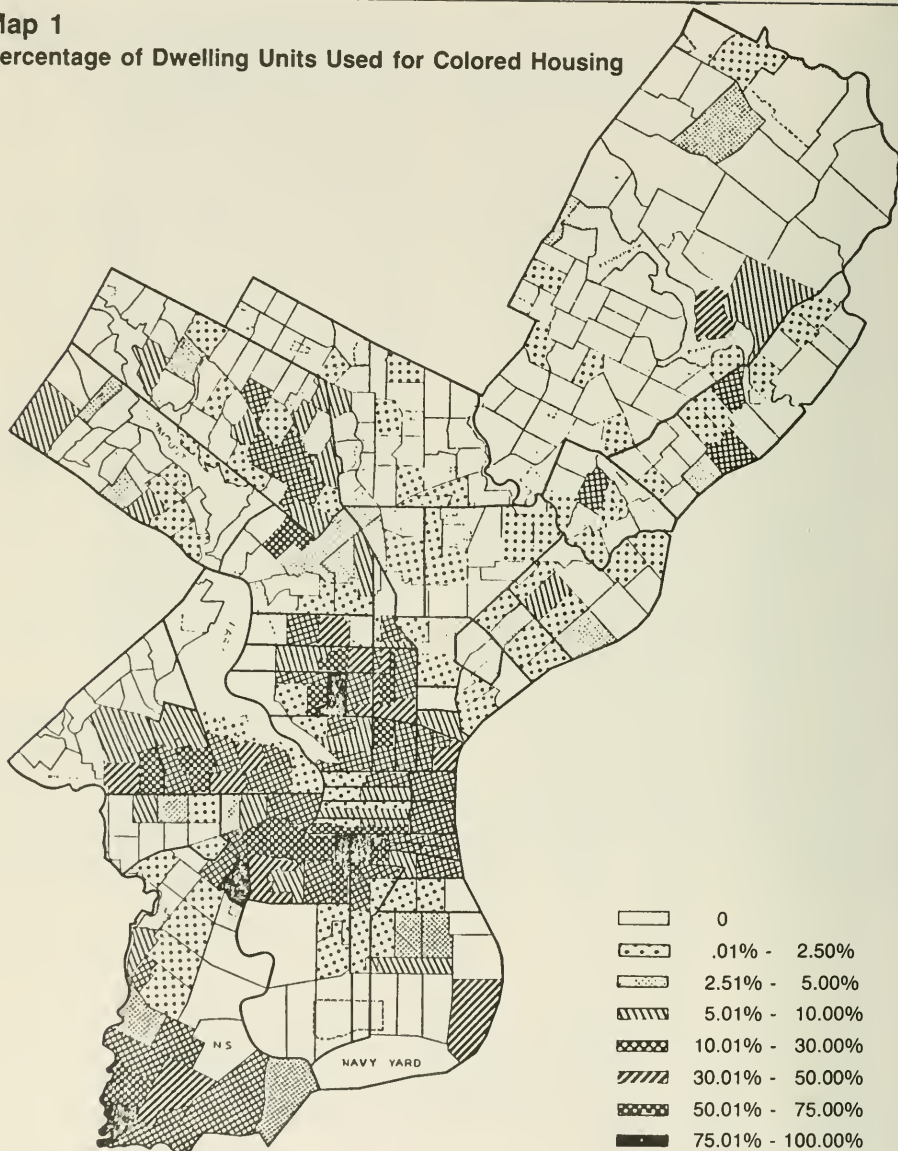 Map 1
ercentage of Dwelling Units Used for Colored Housing
NS
NAVY YARD
0
.01% - 2.50%
2.51% - 5.00%
5.01% - 10.00%
10.01% - 30.00%
30.01% - 50.00%
50.01% - 75.00%
75.01% - 100.00%